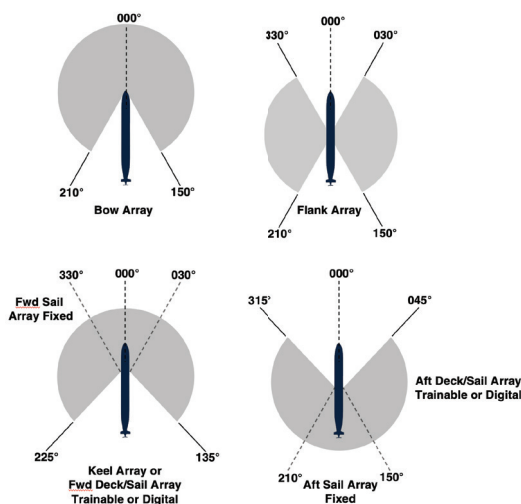 000°
210°
150°
Bow Array
330°
000°
030°
210°
150°
Flank Array
330°
000°
030°
Fwd Sail
Array Fixed
225°
135°
Keel Array or
Fwd Deck/Sail Array
Trainable or Digital
000°
315°
045°
Aft Deck/Sail Array
Trainable or Digital
210°
150°
Aft Sail Array
Fixed